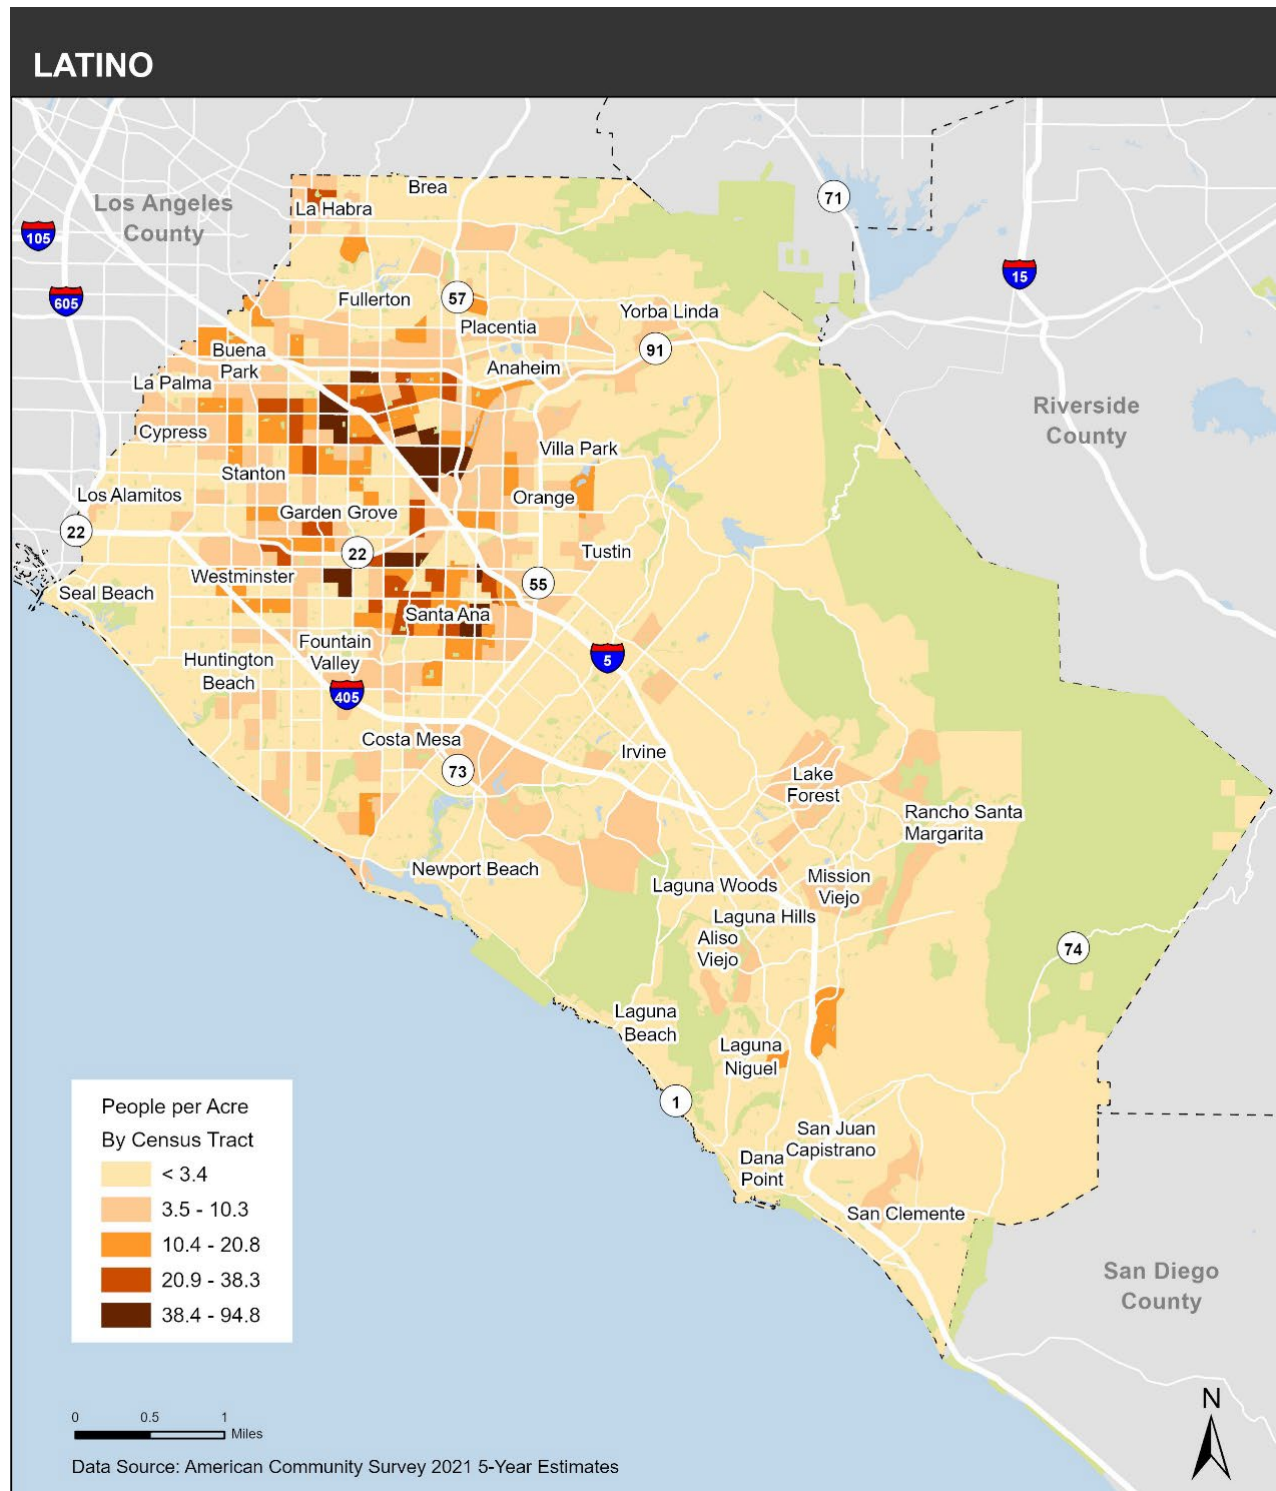 LATINO
Los Angeles
County
Brea
La Habra
71
105
605
15
Fullerton
57
Placentia
Yorba Linda
91
Buena
Park
Anaheim
La Palma
Riverside
County
Cypress
Villa Park
Stanton
Los Alamitos
Orange
Garden Grove
22
22
Tustin
Westminster
55
Seal Beach
Santa Ana
Fountain
Valley
Huntington
Beach
5
405
Costa Mesa
Irvine
73
Lake
Forest
Rancho Santa
Margarita
Newport Beach
Laguna Woods
Mission
Viejo
Laguna Hills
Aliso
Viejo
74
Laguna
Beach
Laguna
Niguel
1
San Juan
Capistrano
Dana
Point
San Clemente
San Diego
County
People per Acre
By Census Tract
< 3.4
3.5 - 10.3
10.4 - 20.8
20.9 - 38.3
38.4 - 94.8
N
0 0.5 1
Miles
Data Source: American Community Survey 2021 5-Year Estimates